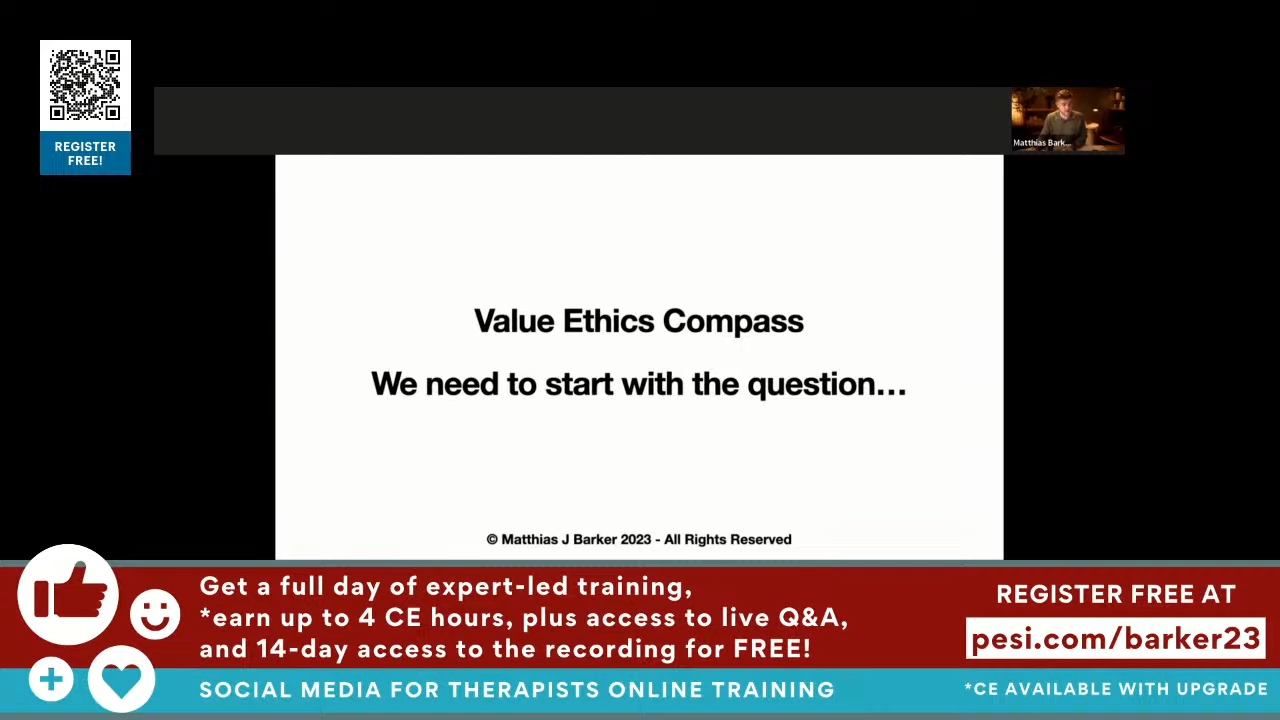 REGISTER
FREE!
Matthias Bark...
Value Ethics Compass
We need to start with the question...
© Matthias J Barker 2023 - All Rights Reserved
Get a full day of expert-led training,
*earn up to 4 CE hours, plus access to live Q&A,
and 14-day access to the recording for FREE!
SOCIAL MEDIA FOR THERAPISTS ONLINE TRAINING
REGISTER FREE AT
pesi.com/barker23
*CE AVAILABLE WITH UPGRADE